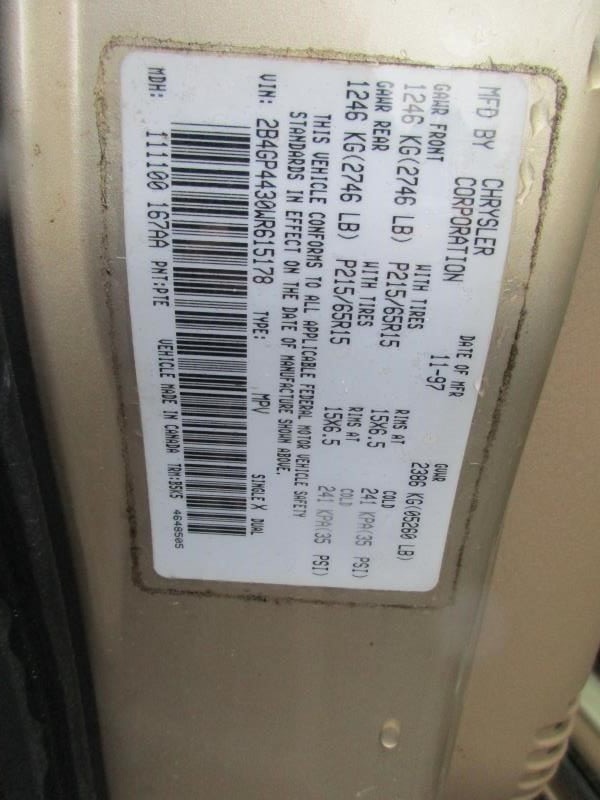 MFD BY CHRYSLER CORPORATION
DATE OF MFR 11-97
GVWR 2386 KG(05260 LB)
GAWR FRONT WITH TIRES RIMS AT COLD
1246 KG(2746 LB) P215/65R15 15X6.5 241 KPA(35 PSI)
GAWR REAR WITH TIRES RIMS AT COLD
1246 KG(2746 LB) P215/65R15 15X6.5 241 KPA(35 PSI)
THIS VEHICLE CONFORMS TO ALL APPLICABLE FEDERAL MOTOR VEHICLE SAFETY
STANDARDS IN EFFECT ON THE DATE OF MANUFACTURE SHOWN ABOVE.
VIN: 2B4GP4430WR615178 TYPE: MPV SINGLE X DUAL
MDH: 111100 167AA PNT:PTE VEHICLE MADE IN CANADA TRM:BSK5 4648505